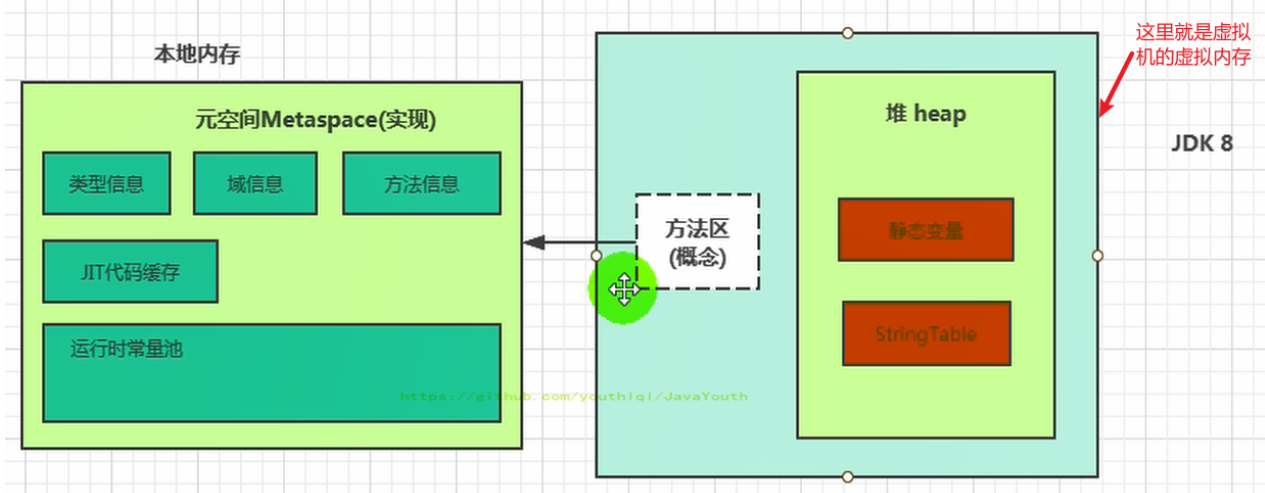 本地内存
元空间Metaspace(实现)
类型信息
域信息
方法信息
JIT代码缓存
运行时常量池
方法区
(概念)
堆 heap
静态变量
StringTable
这里就是虚拟
机的虚拟内存
JDK 8
https://github.com/youthlql/JavaYouth